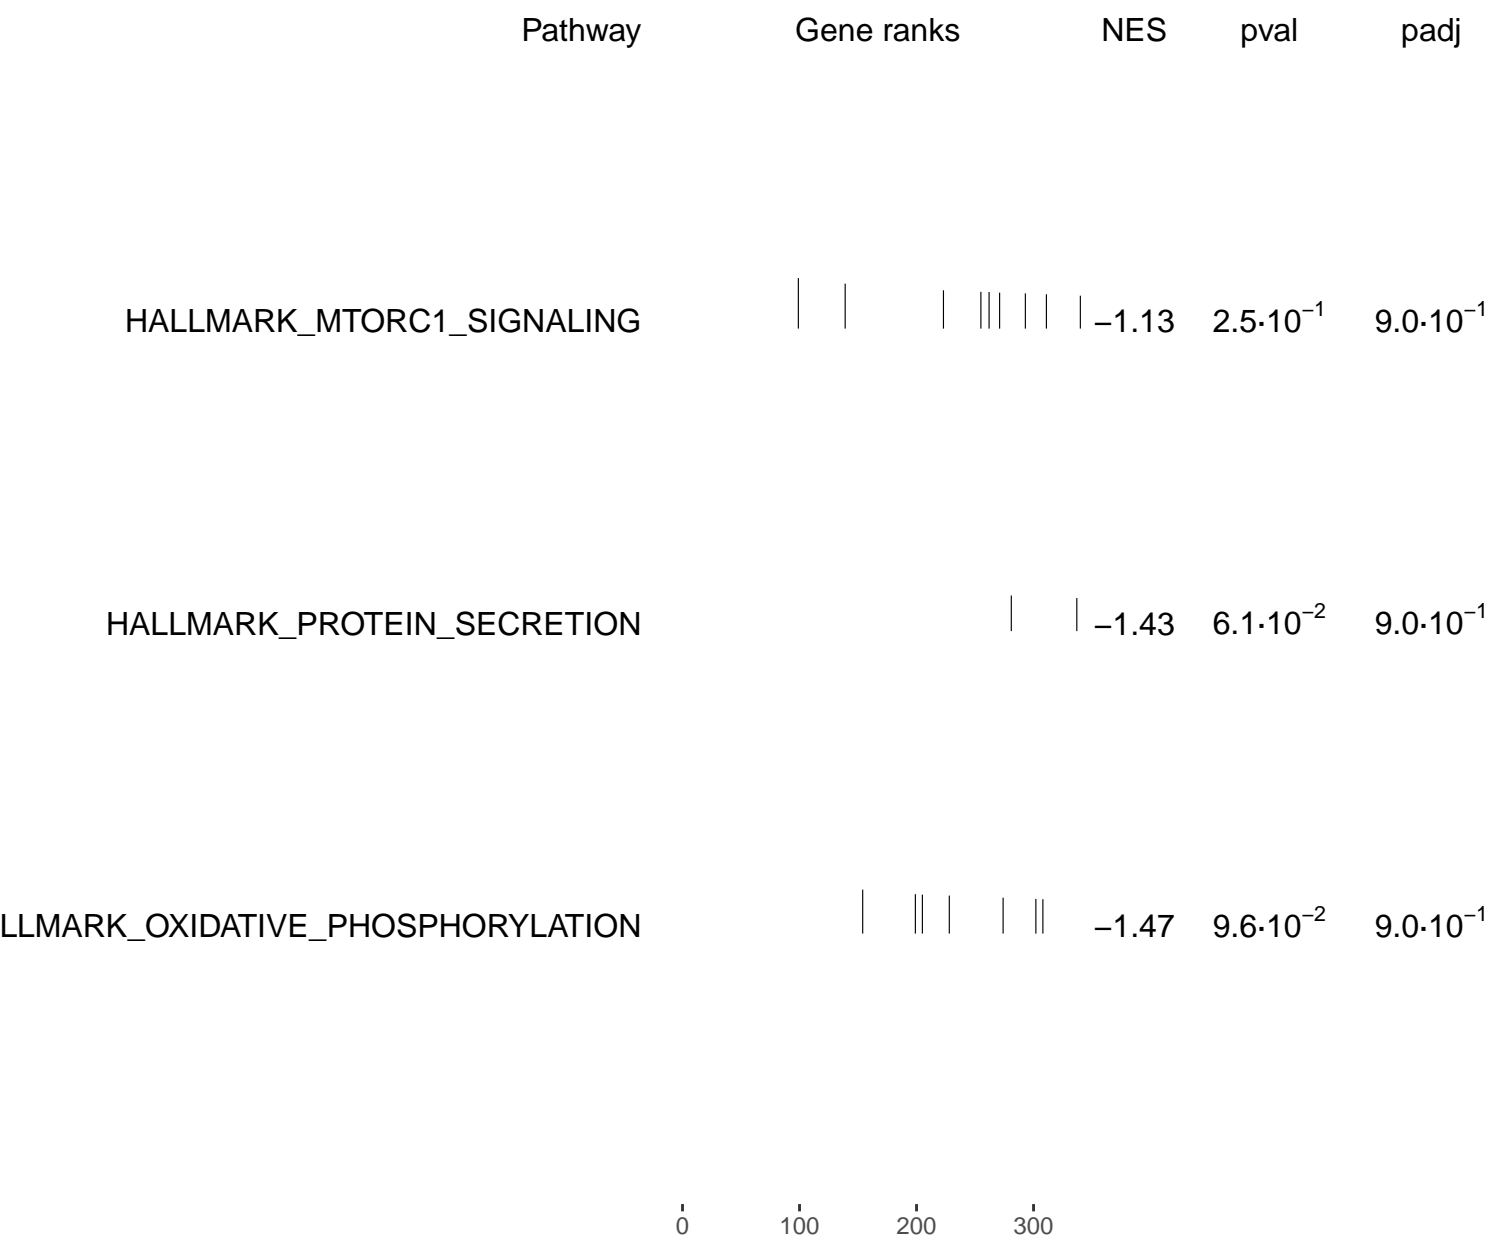 Pathway Gene ranks NES pval padj
HALLMARK_MTORC1_SIGNALING −1.13 2.5·10⁻¹ 9.0·10⁻¹
HALLMARK_PROTEIN_SECRETION −1.43 6.1·10⁻² 9.0·10⁻¹
LLMARK_OXIDATIVE_PHOSPHORYLATION −1.47 9.6·10⁻² 9.0·10⁻¹
0 100 200 300